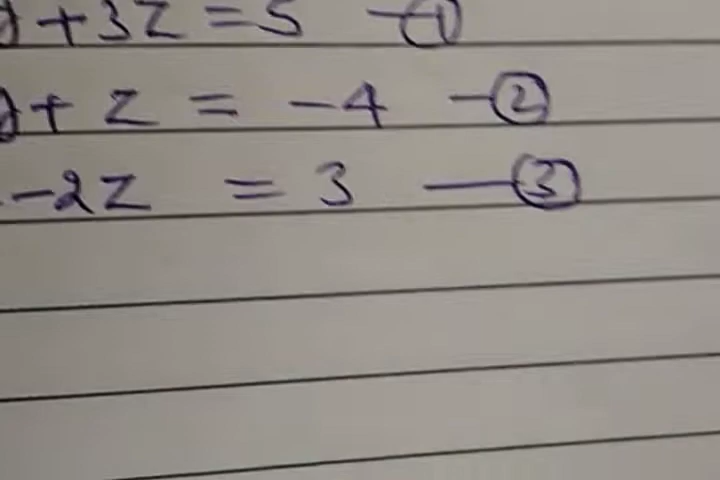 y + 3z = 5 — ①
y + z = -4 — ②
- 2z = 3 — ③